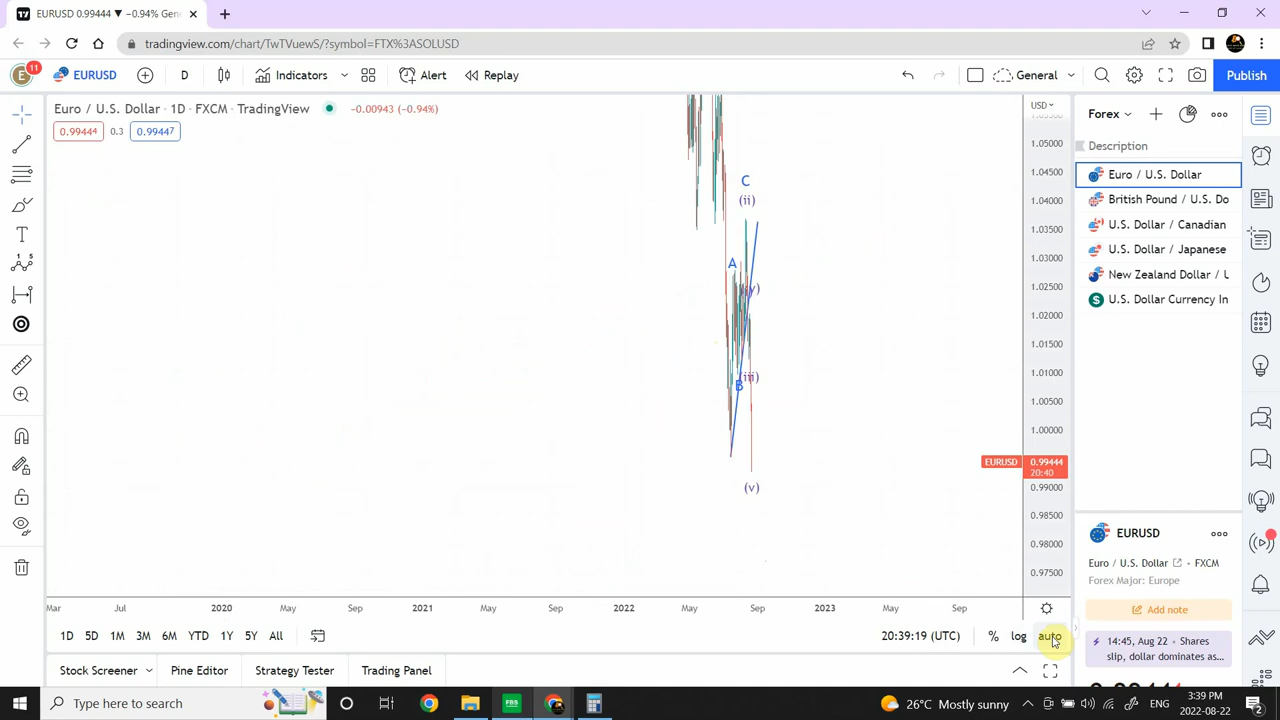 EURUSD 0.99444 ▼ −0.94% Gene
tradingview.com/chart/TwTVuewS/?symbol=FTX%3ASOLUSD
E 11 EURUSD D Indicators Alert Replay General Publish
Euro / U.S. Dollar · 1D · FXCM · TradingView −0.00943 (−0.94%)
0.99444 0.3 0.99447
USD
1.05000
1.04500
1.04000
1.03500
1.03000
1.02500
1.02000
1.01500
1.01000
1.00500
1.00000
EURUSD 0.99444
20:40
0.99000
0.98500
0.98000
0.97500
C
(ii)
A
(iii)
B
(v)
Mar Jul 2020 May Sep 2021 May Sep 2022 May Sep 2023 May Sep
1D 5D 1M 3M 6M YTD 1Y 5Y All 20:39:19 (UTC) % log auto
Stock Screener Pine Editor Strategy Tester Trading Panel
Forex
Description
Euro / U.S. Dollar
British Pound / U.S. Do
U.S. Dollar / Canadian
U.S. Dollar / Japanese
New Zealand Dollar / U
U.S. Dollar Currency In
EURUSD
Euro / U.S. Dollar · FXCM
Forex Major: Europe
Add note
14:45, Aug 22 · Shares
slip, dollar dominates as...
Type here to search FBS 26°C Mostly sunny ENG 3:39 PM
2022-08-22 2